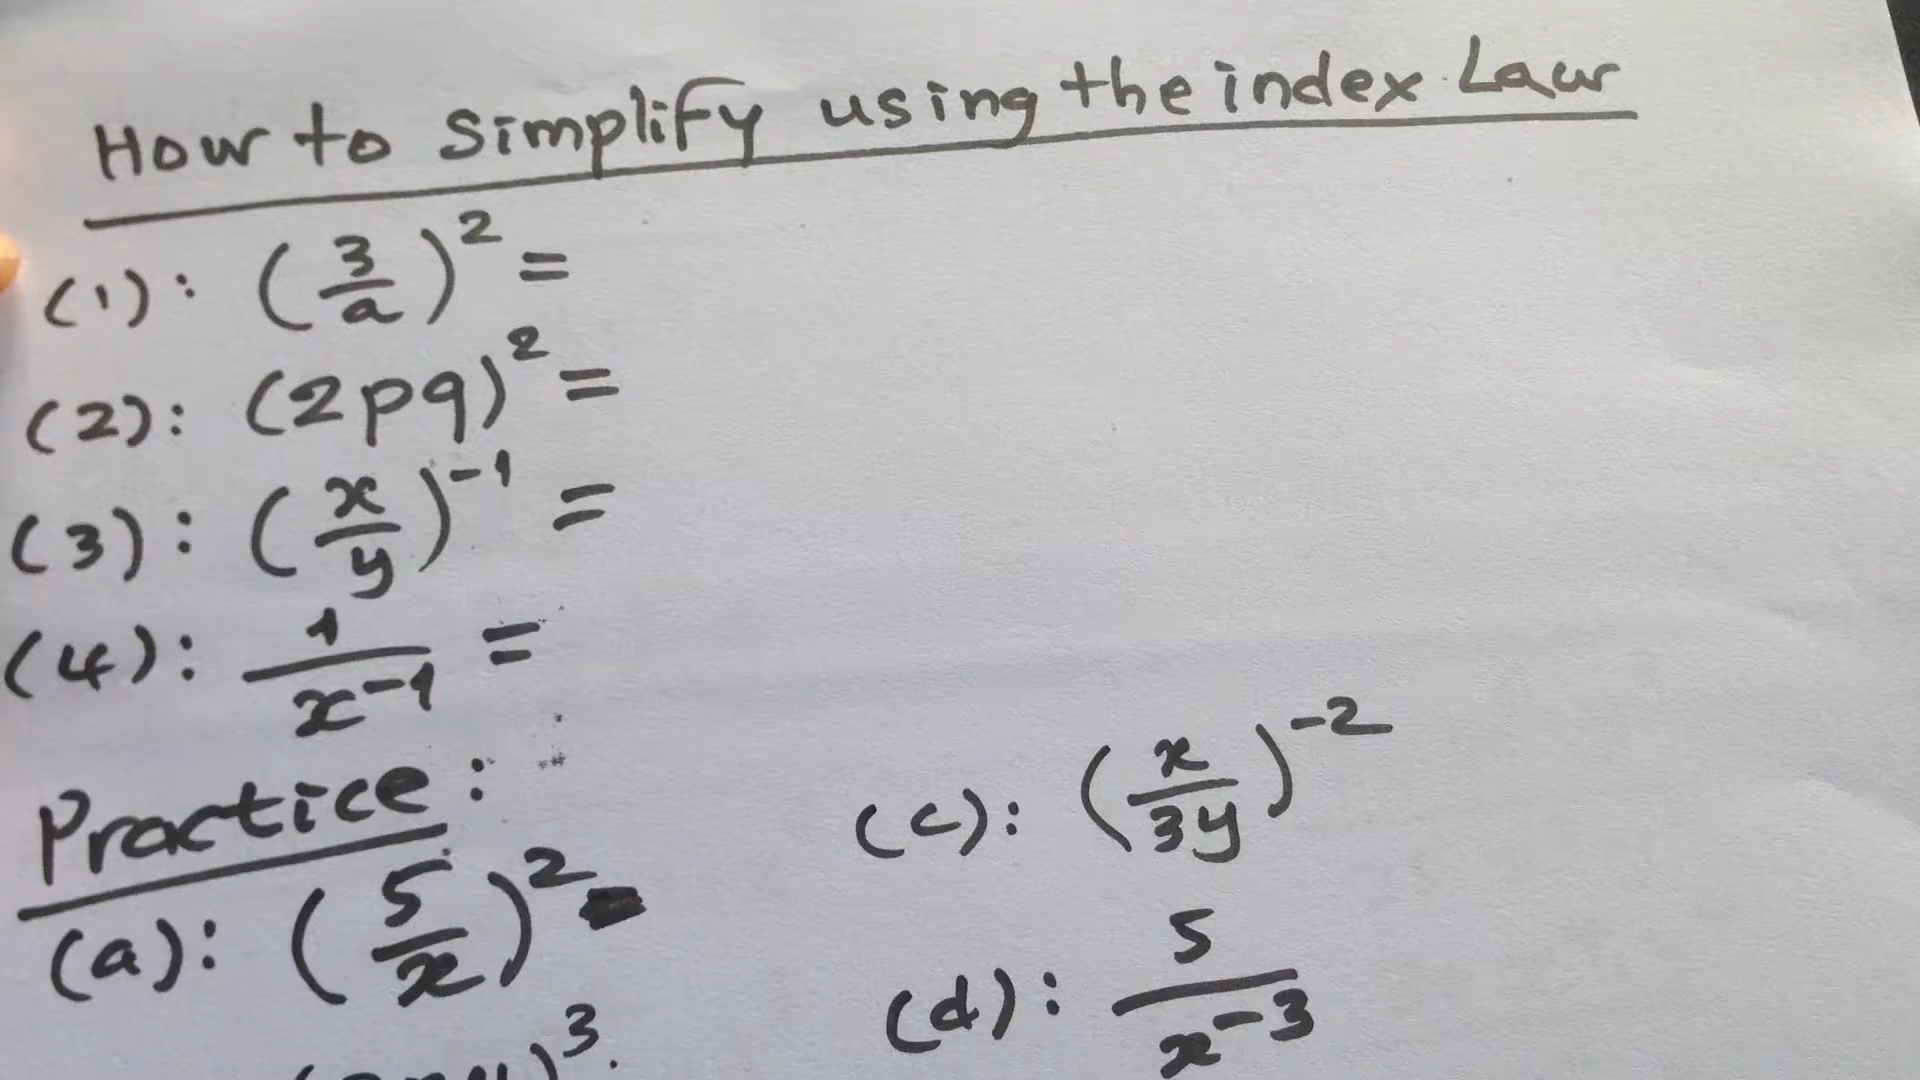 How to simplify using the index Law
(1): (3/a)^2 =
(2): (2pq)^2 =
(3): (x/y)^-1 =
(4): 1/x^-1 =
Practice:
(a): (5/x)^2
(c): (x/3y)^-2
(d): 5/x^-3
)^3.